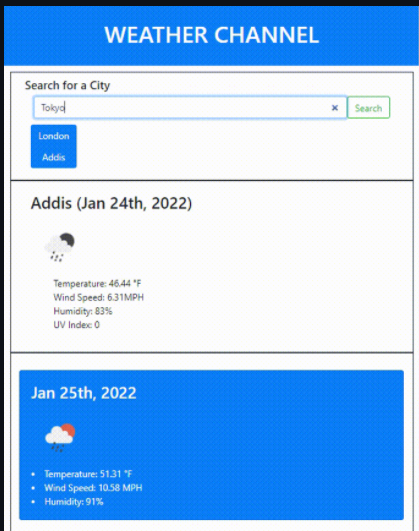 WEATHER CHANNEL
Search for a City
Tokyo
Search
London
Addis
Addis (Jan 24th, 2022)
Temperature: 46.44 °F
Wind Speed: 6.31MPH
Humidity: 83%
UV Index: 0
Jan 25th, 2022
Temperature: 51.31 °F
Wind Speed: 10.58 MPH
Humidity: 91%